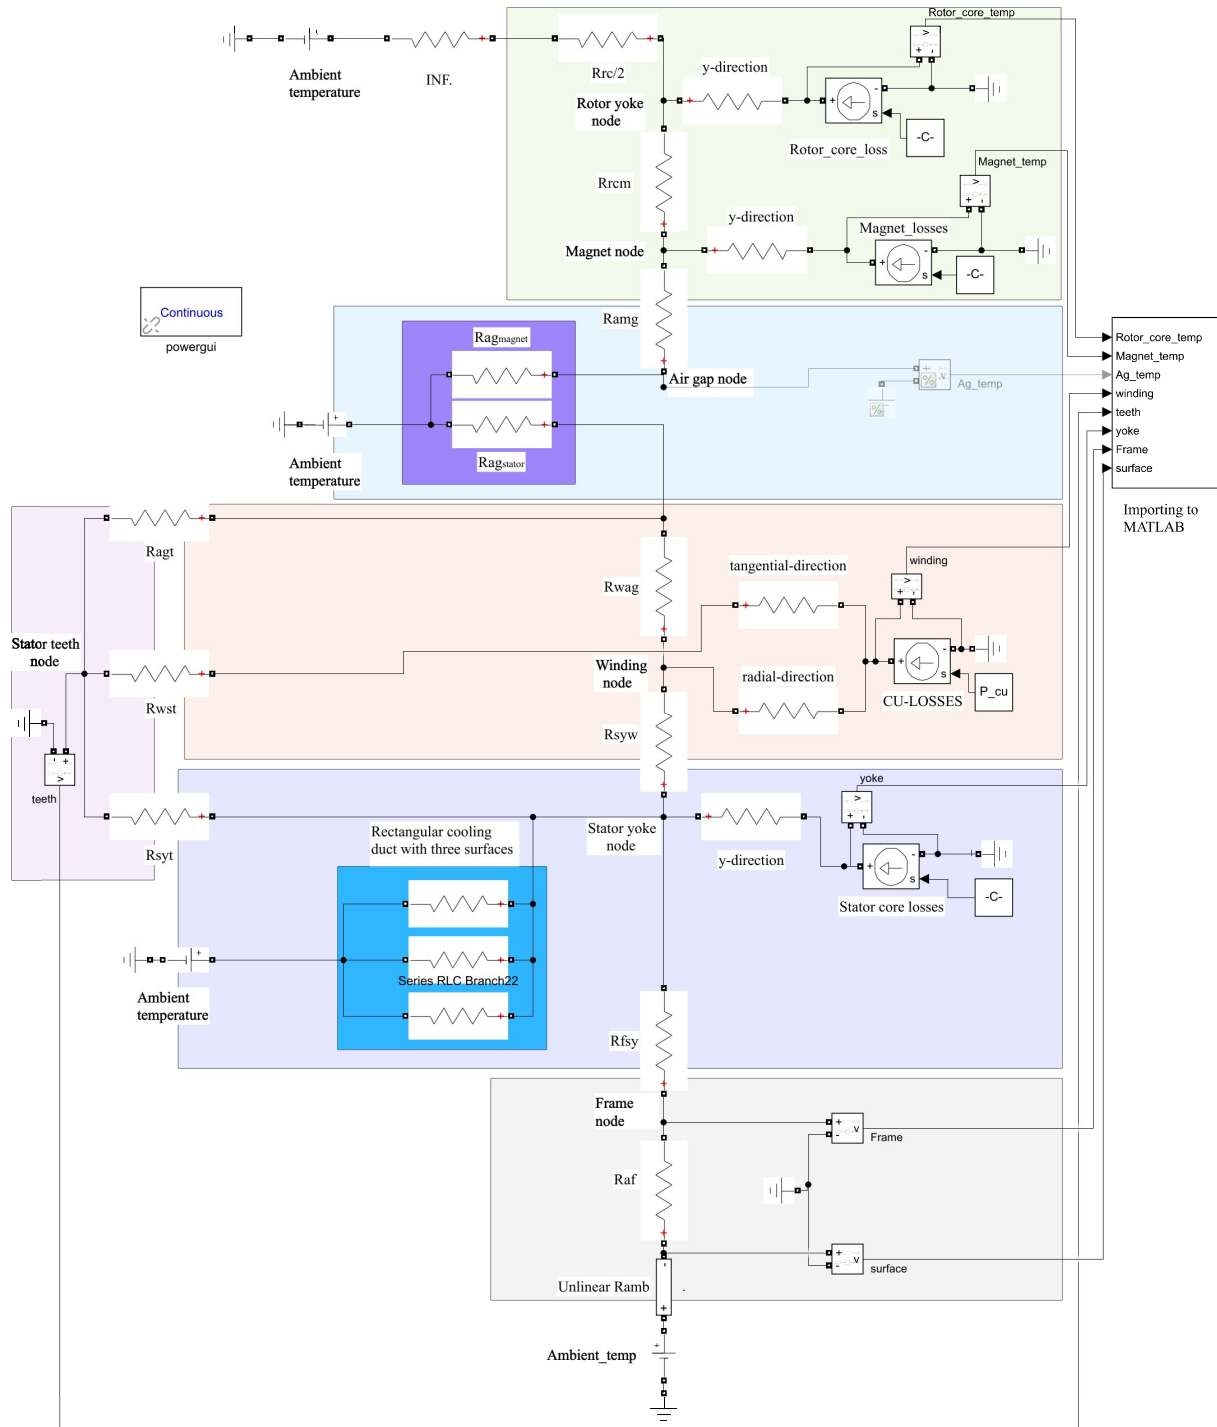 Rotor_core_temp
Ambient
temperature
INF.
Rrc/2
y-direction
Rotor yoke
node
Rotor_core_loss
-C-
s
Magnet_temp
Rrcm
y-direction
Magnet_losses
Magnet node
s
-C-
Continuous
powergui
Ramg
Ragmagnet
Air gap node
Ag_temp
Ragstator
Ambient
temperature
Rotor_core_temp
Magnet_temp
Ag_temp
winding
teeth
yoke
Frame
surface
Importing to
MATLAB
Ragt
Rwag
tangential-direction
winding
Stator teeth
node
Rwst
Winding
node
radial-direction
s
P_cu
CU-LOSSES
Rsyw
teeth
yoke
Rsyt
Rectangular cooling
duct with three surfaces
Stator yoke
node
y-direction
s
-C-
Stator core losses
Series RLC Branch22
Ambient
temperature
Rfsy
Frame
node
v
Frame
Raf
v
surface
Unlinear Ramb
.
Ambient_temp